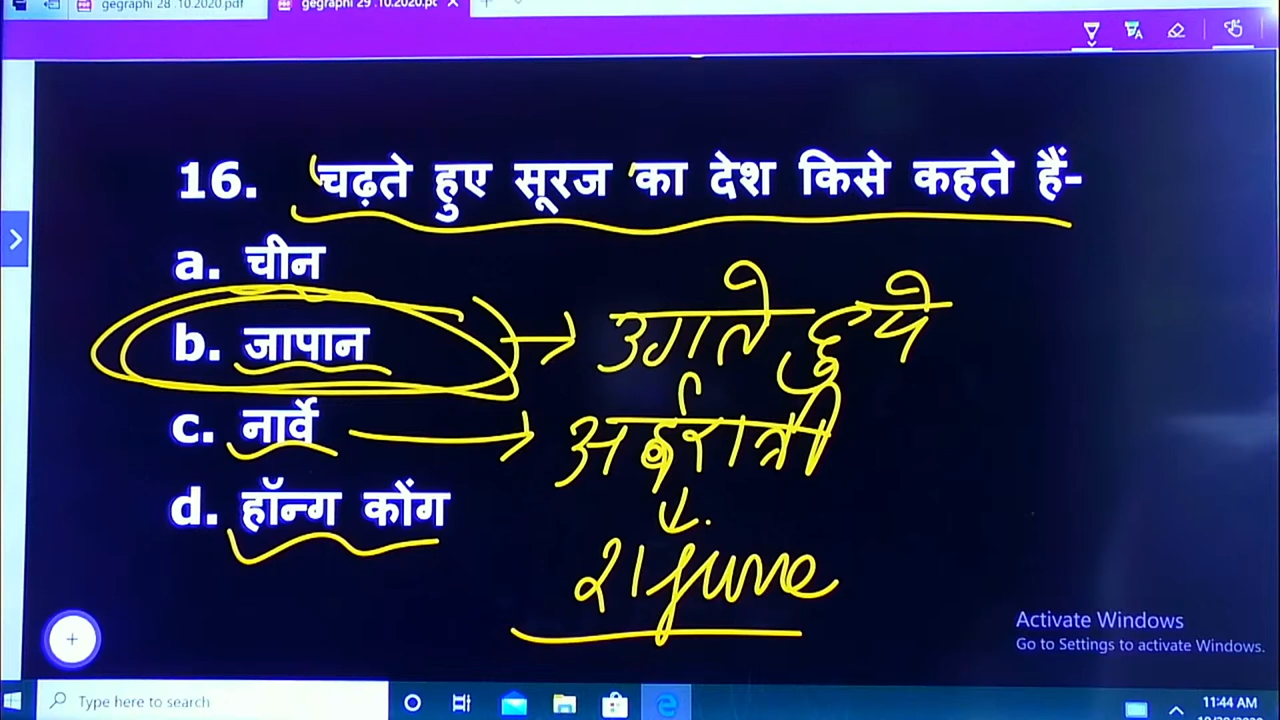 gegraphi 28 .10.2020.pdf
gegraphi 29 .10.2020.pc
16. चढ़ते हुए सूरज का देश किसे कहते हैं-
a. चीन
b. जापान
उगते हुये
c. नार्वे
अर्द्धरात्री
d. हॉन्ग कोंग
21 June
Activate Windows
Go to Settings to activate Windows.
Type here to search
11:44 AM